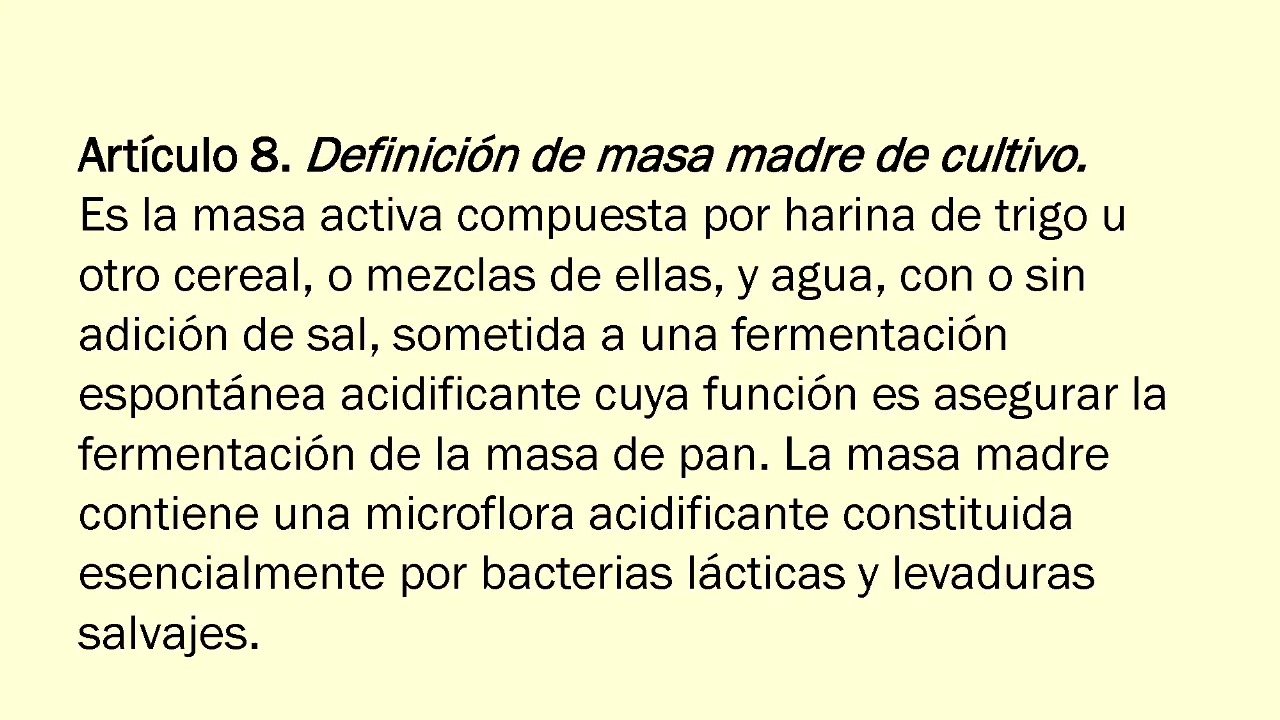 Artículo 8. Definición de masa madre de cultivo.
Es la masa activa compuesta por harina de trigo u
otro cereal, o mezclas de ellas, y agua, con o sin
adición de sal, sometida a una fermentación
espontánea acidificante cuya función es asegurar la
fermentación de la masa de pan. La masa madre
contiene una microflora acidificante constituida
esencialmente por bacterias lácticas y levaduras
salvajes.